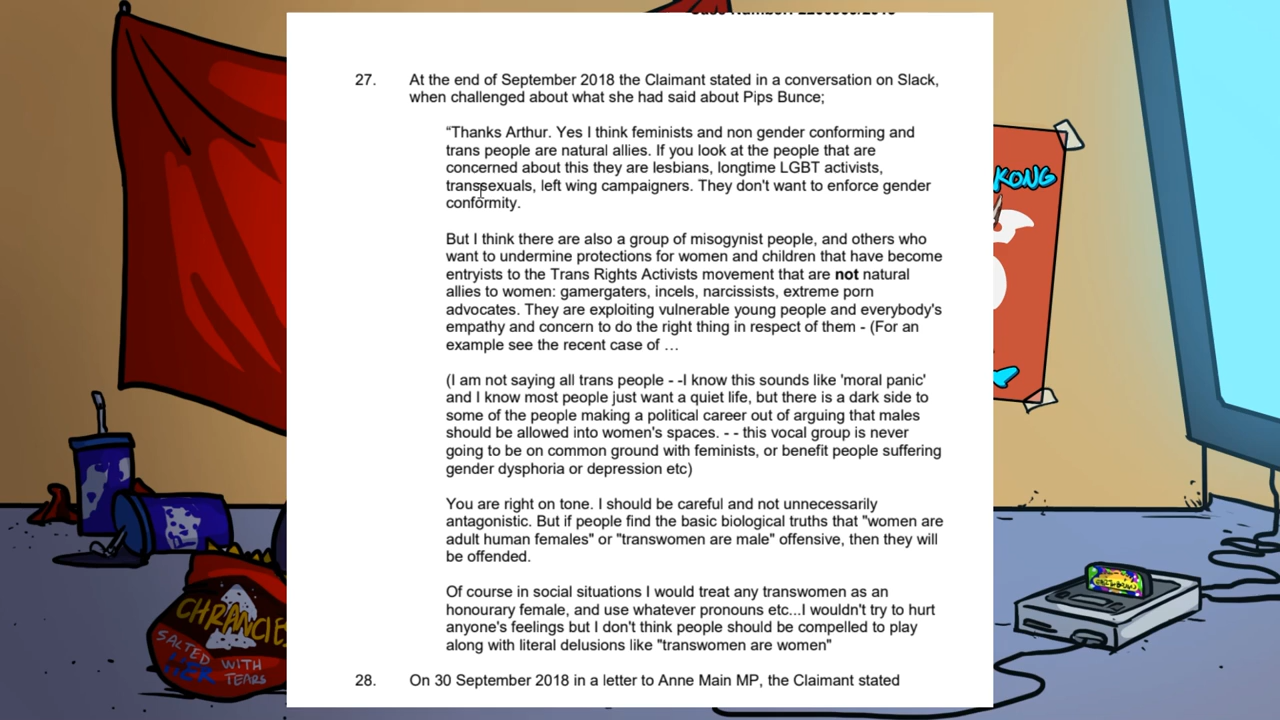 27. At the end of September 2018 the Claimant stated in a conversation on Slack,
when challenged about what she had said about Pips Bunce;
“Thanks Arthur. Yes I think feminists and non gender conforming and
trans people are natural allies. If you look at the people that are
concerned about this they are lesbians, longtime LGBT activists,
transsexuals, left wing campaigners. They don't want to enforce gender
conformity.
But I think there are also a group of misogynist people, and others who
want to undermine protections for women and children that have become
entryists to the Trans Rights Activists movement that are not natural
allies to women: gamergaters, incels, narcissists, extreme porn
advocates. They are exploiting vulnerable young people and everybody's
empathy and concern to do the right thing in respect of them - (For an
example see the recent case of …
(I am not saying all trans people - -I know this sounds like 'moral panic'
and I know most people just want a quiet life, but there is a dark side to
some of the people making a political career out of arguing that males
should be allowed into women's spaces. - - this vocal group is never
going to be on common ground with feminists, or benefit people suffering
gender dysphoria or depression etc)
You are right on tone. I should be careful and not unnecessarily
antagonistic. But if people find the basic biological truths that "women are
adult human females" or "transwomen are male" offensive, then they will
be offended.
Of course in social situations I would treat any transwomen as an
honourary female, and use whatever pronouns etc...I wouldn't try to hurt
anyone's feelings but I don't think people should be compelled to play
along with literal delusions like "transwomen are women"
28. On 30 September 2018 in a letter to Anne Main MP, the Claimant stated
KONG
SALTED WITH
HER TEARS